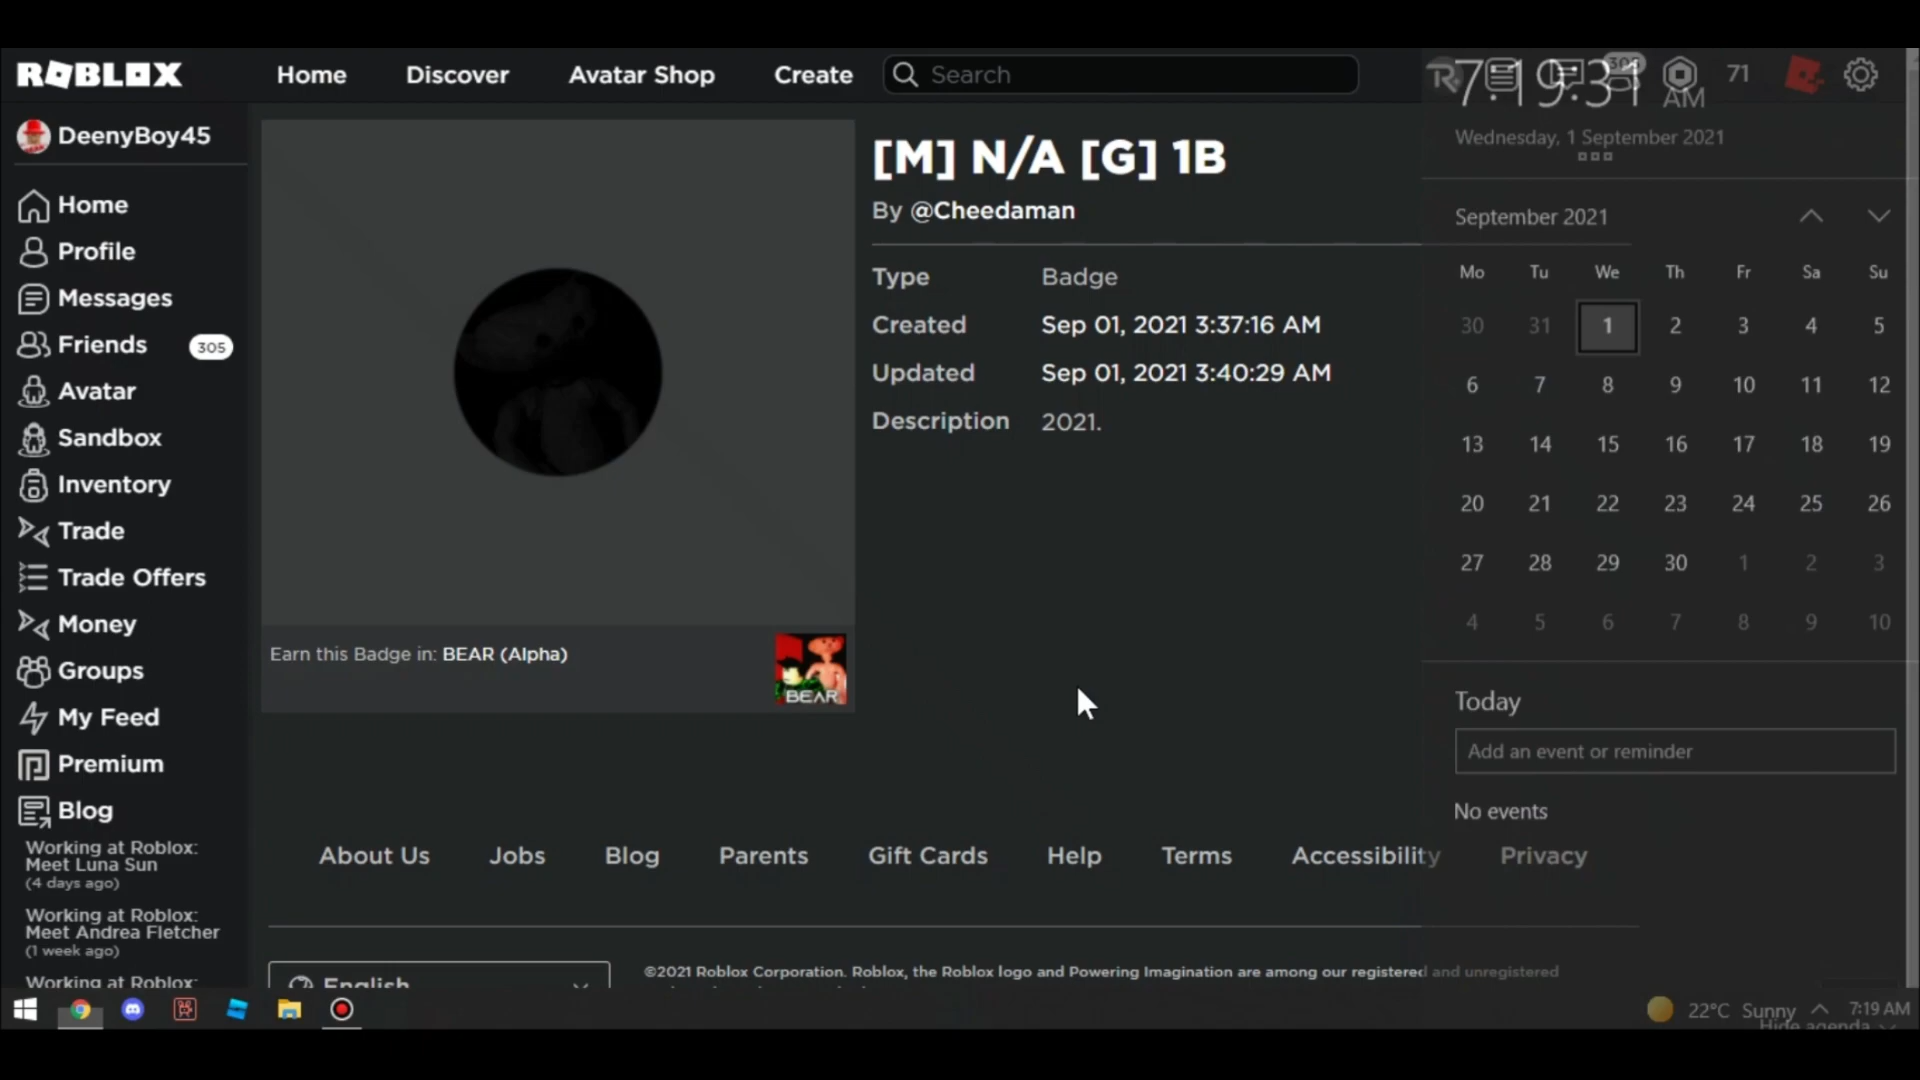 ROBLOX
Home
Discover
Avatar Shop
Create
Search
71
7:19:31
AM
Wednesday, 1 September 2021
DeenyBoy45
Home
Profile
Messages
Friends
305
Avatar
Sandbox
Inventory
Trade
Trade Offers
Money
Groups
My Feed
Premium
Blog
Working at Roblox:
Meet Luna Sun
(4 days ago)
Working at Roblox:
Meet Andrea Fletcher
(1 week ago)
Working at Roblox:
Earn this Badge in: BEAR (Alpha)
BEAR
[M] N/A [G] 1B
By @Cheedaman
Type Badge
Created Sep 01, 2021 3:37:16 AM
Updated Sep 01, 2021 3:40:29 AM
Description 2021.
September 2021
Mo Tu We Th Fr Sa Su
30 31 1 2 3 4 5
6 7 8 9 10 11 12
13 14 15 16 17 18 19
20 21 22 23 24 25 26
27 28 29 30 1 2 3
4 5 6 7 8 9 10
Today
Add an event or reminder
No events
About Us
Jobs
Blog
Parents
Gift Cards
Help
Terms
Accessibility
Privacy
English
©2021 Roblox Corporation. Roblox, the Roblox logo and Powering Imagination are among our registered and unregistered
22°C Sunny
7:19 AM
Hide agenda